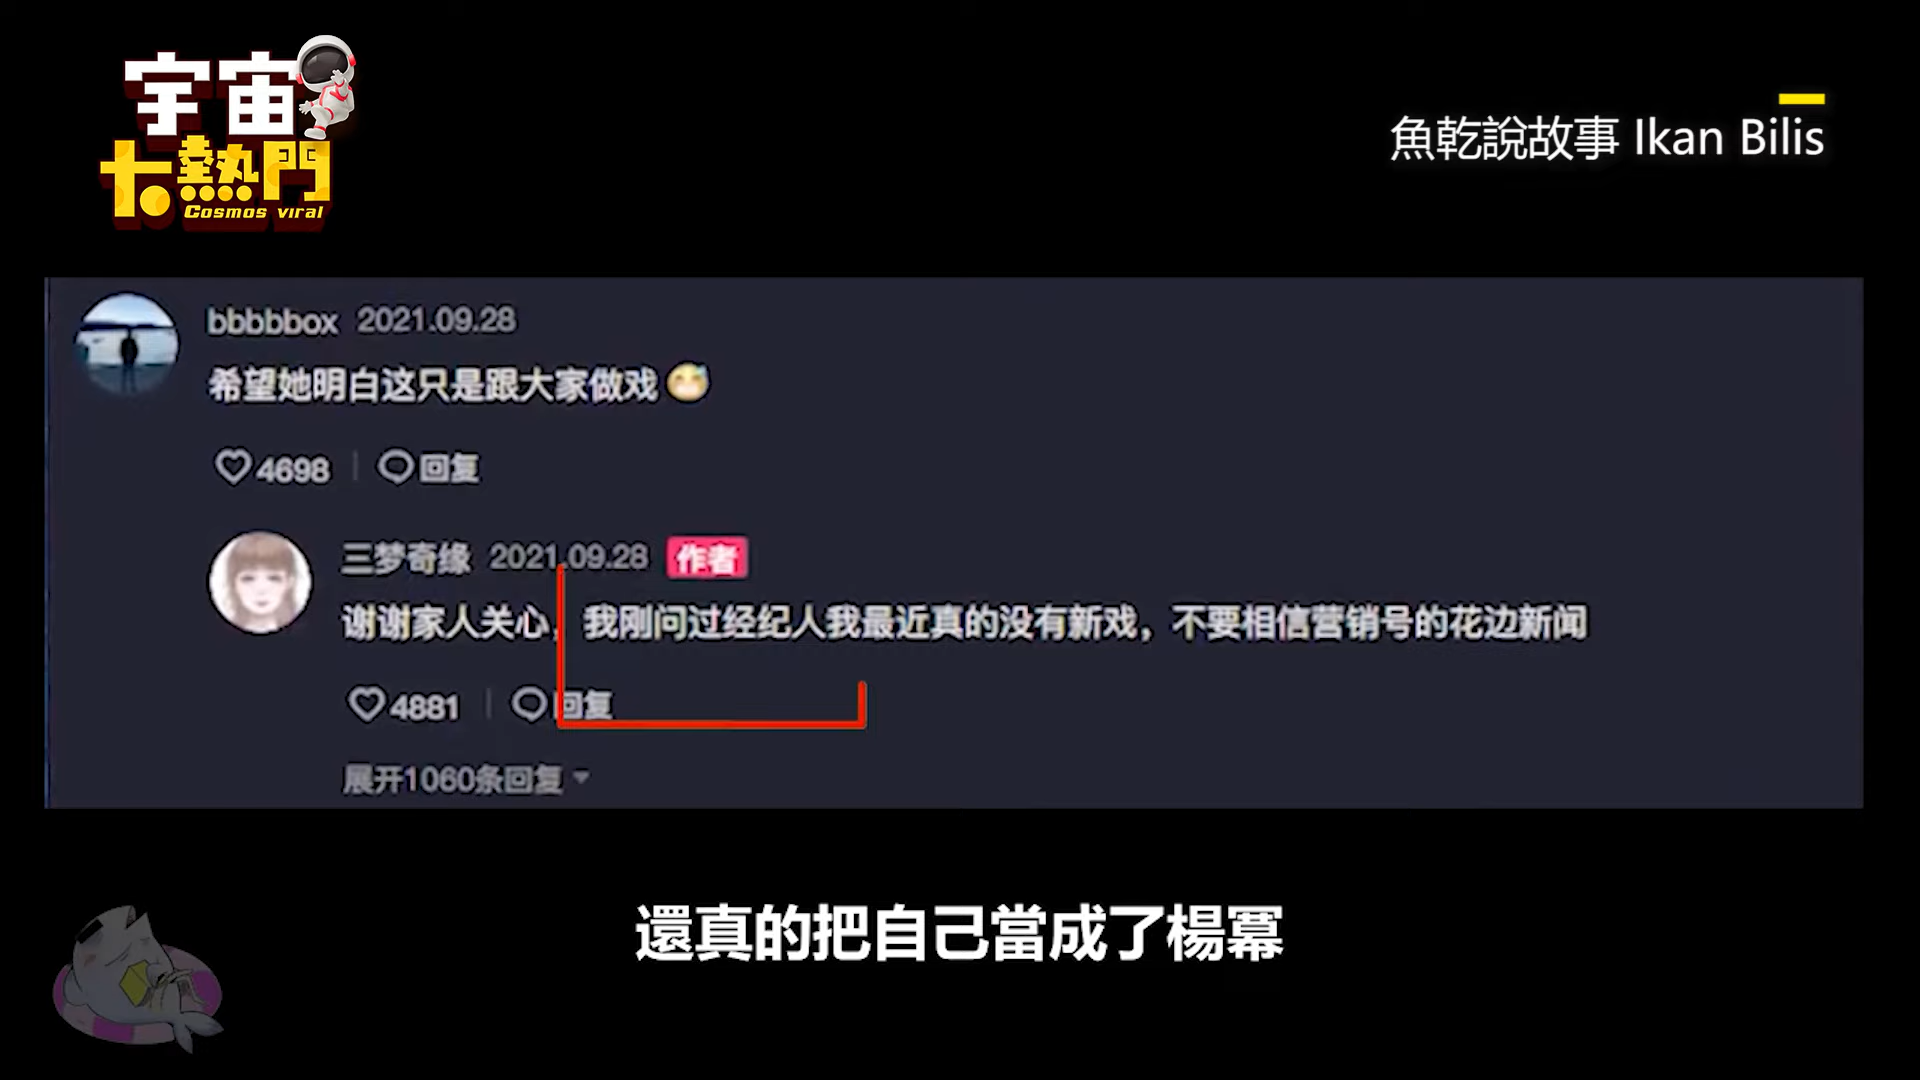 宇宙
大熱門
Cosmos viral
魚乾說故事 Ikan Bilis
bbbbbox 2021.09.28
希望她明白这只是跟大家做戏😅
4698 回复
三梦奇缘 2021.09.28 作者
谢谢家人关心，我刚问过经纪人我最近真的没有新戏，不要相信营销号的花边新闻
4881 回复
展开1060条回复
還真的把自己當成了楊冪